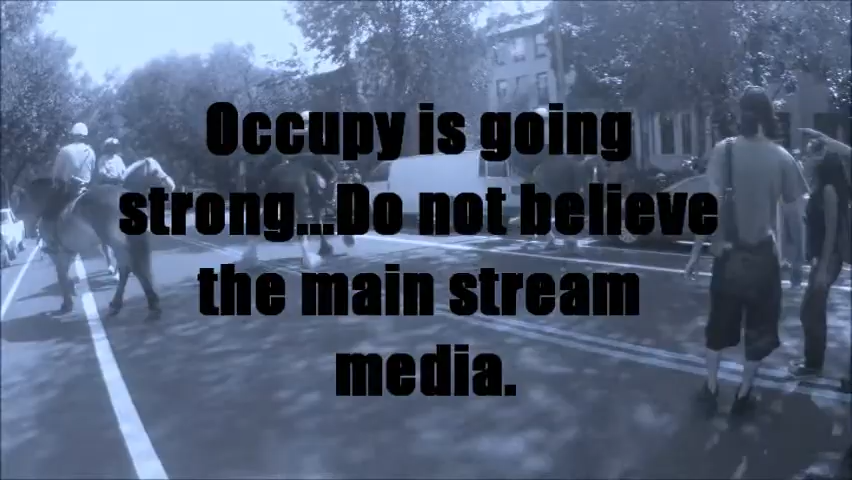 Occupy is going
strong...Do not believe
the main stream
media.